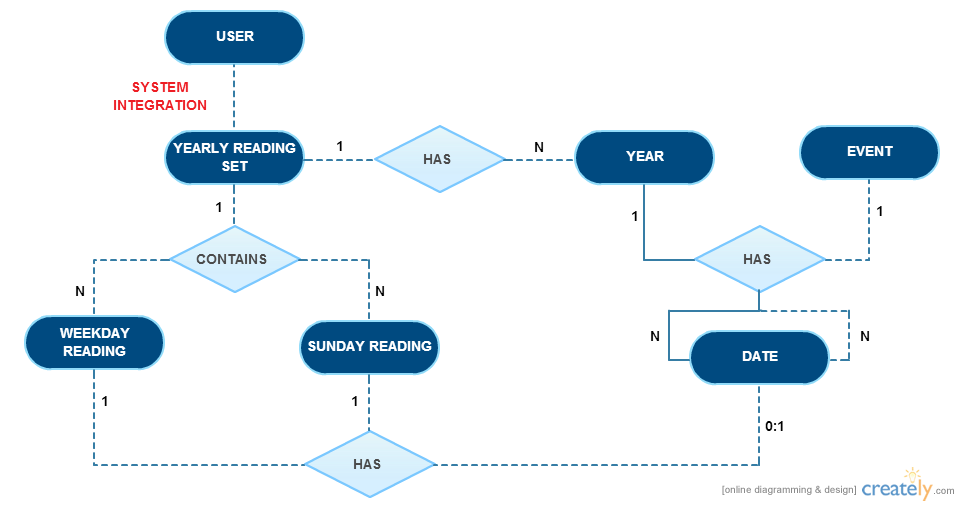 USER
SYSTEM
INTEGRATION
YEARLY READING
SET
1
HAS
N
YEAR
EVENT
1
1
1
CONTAINS
HAS
N
N
WEEKDAY
READING
SUNDAY READING
N
N
DATE
1
1
0:1
HAS
[online diagramming & design] creately.com